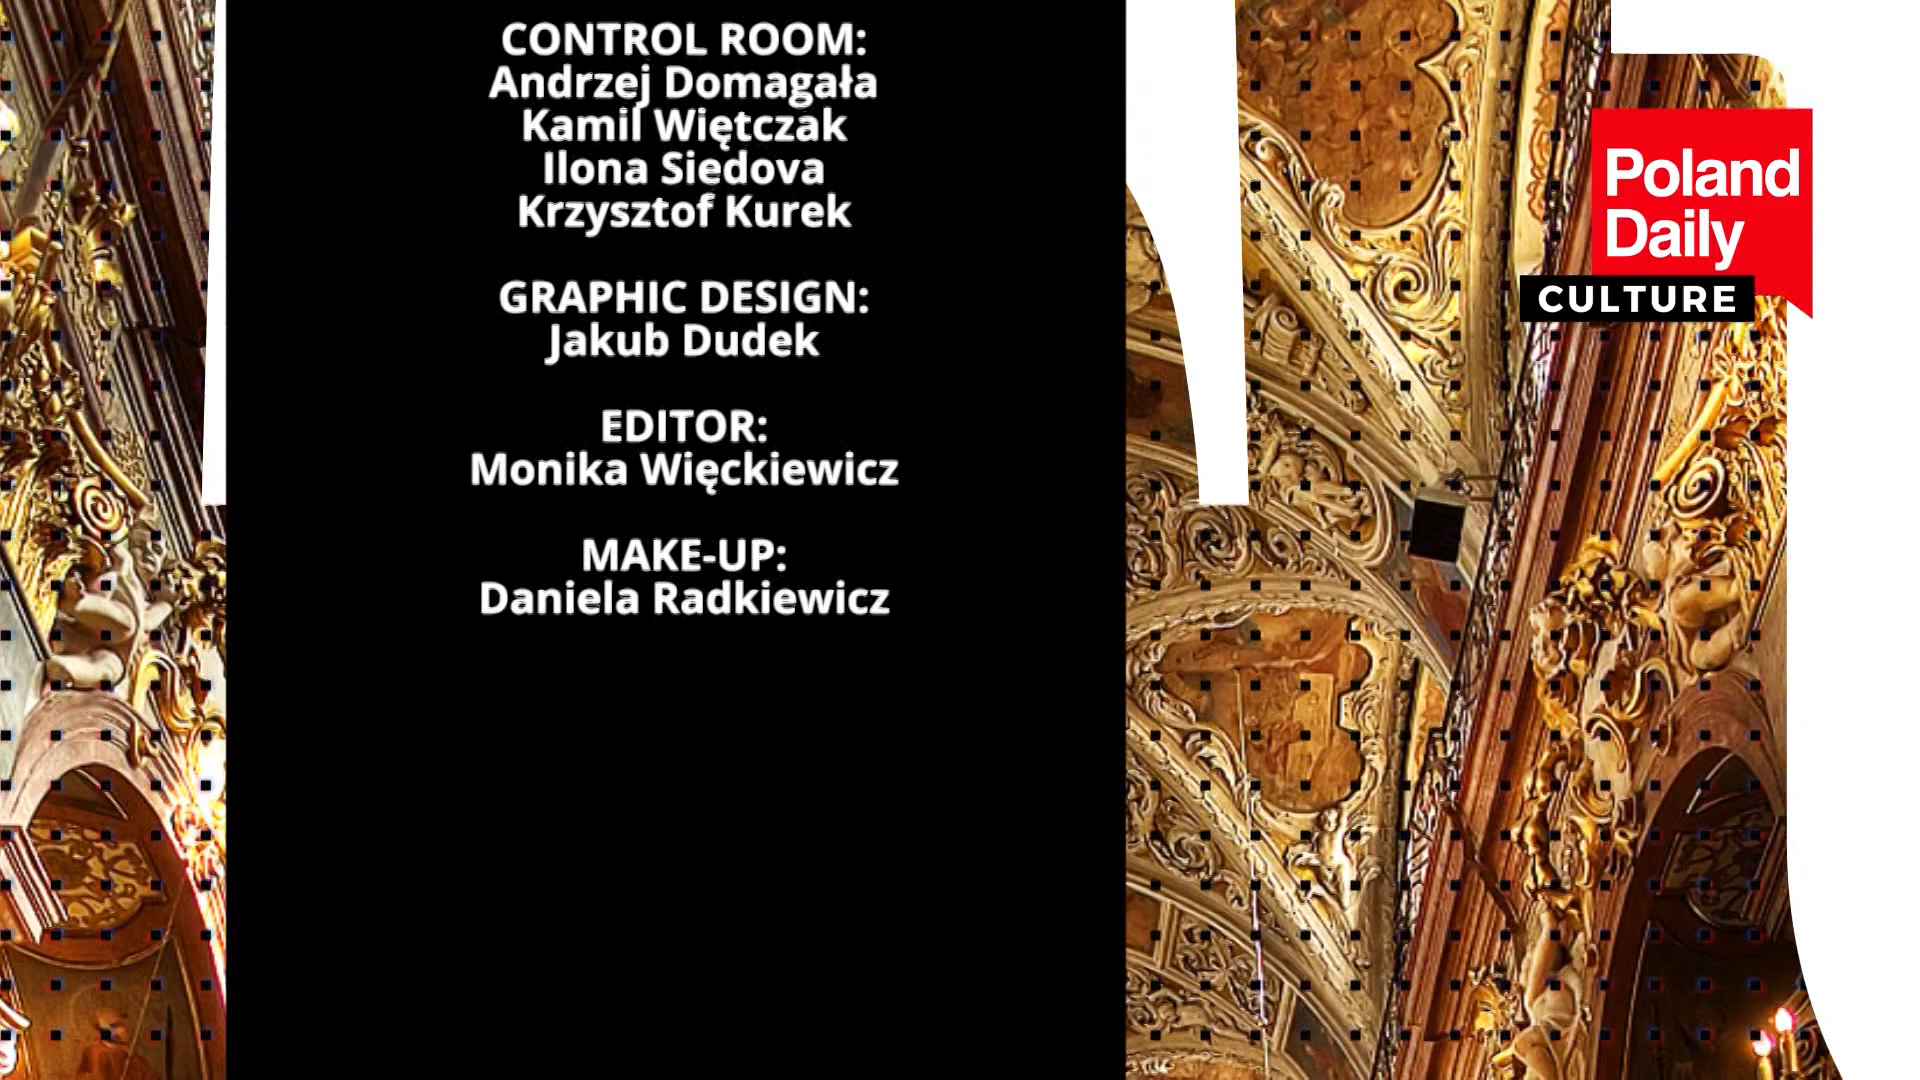 CONTROL ROOM:
Andrzej Domagała
Kamil Więtczak
Ilona Siedova
Krzysztof Kurek
GRAPHIC DESIGN:
Jakub Dudek
EDITOR:
Monika Więckiewicz
MAKE-UP:
Daniela Radkiewicz
Poland
Daily
CULTURE